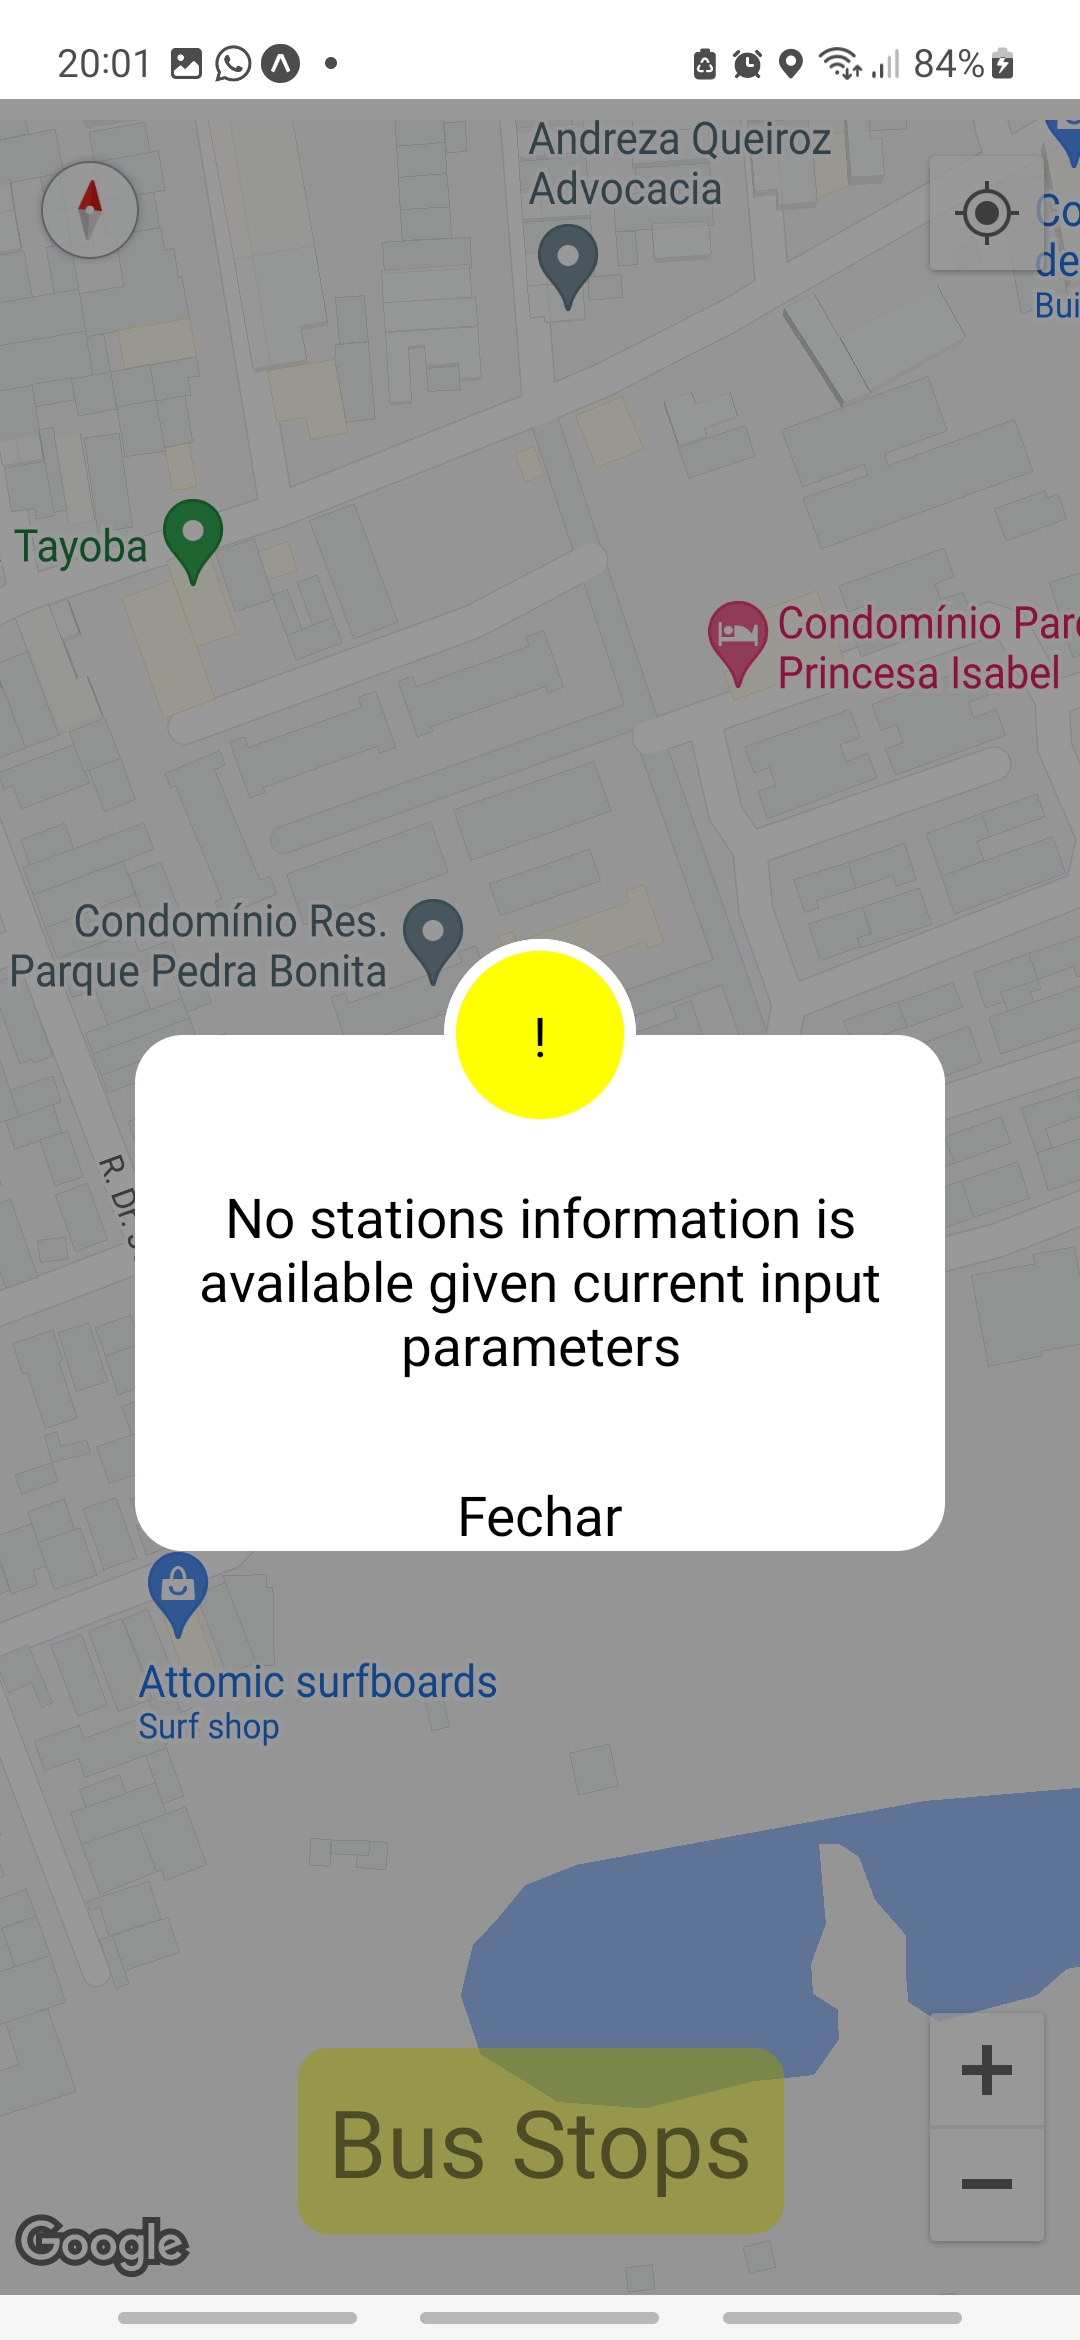 20:01
84%
Andreza Queiroz
Advocacia
Co
de
Bui
Tayoba
Condomínio Par
Princesa Isabel
Condomínio Res.
Parque Pedra Bonita
!
R. Dr.
No stations information is
available given current input
parameters
Fechar
Attomic surfboards
Surf shop
Bus Stops
+
−
Google